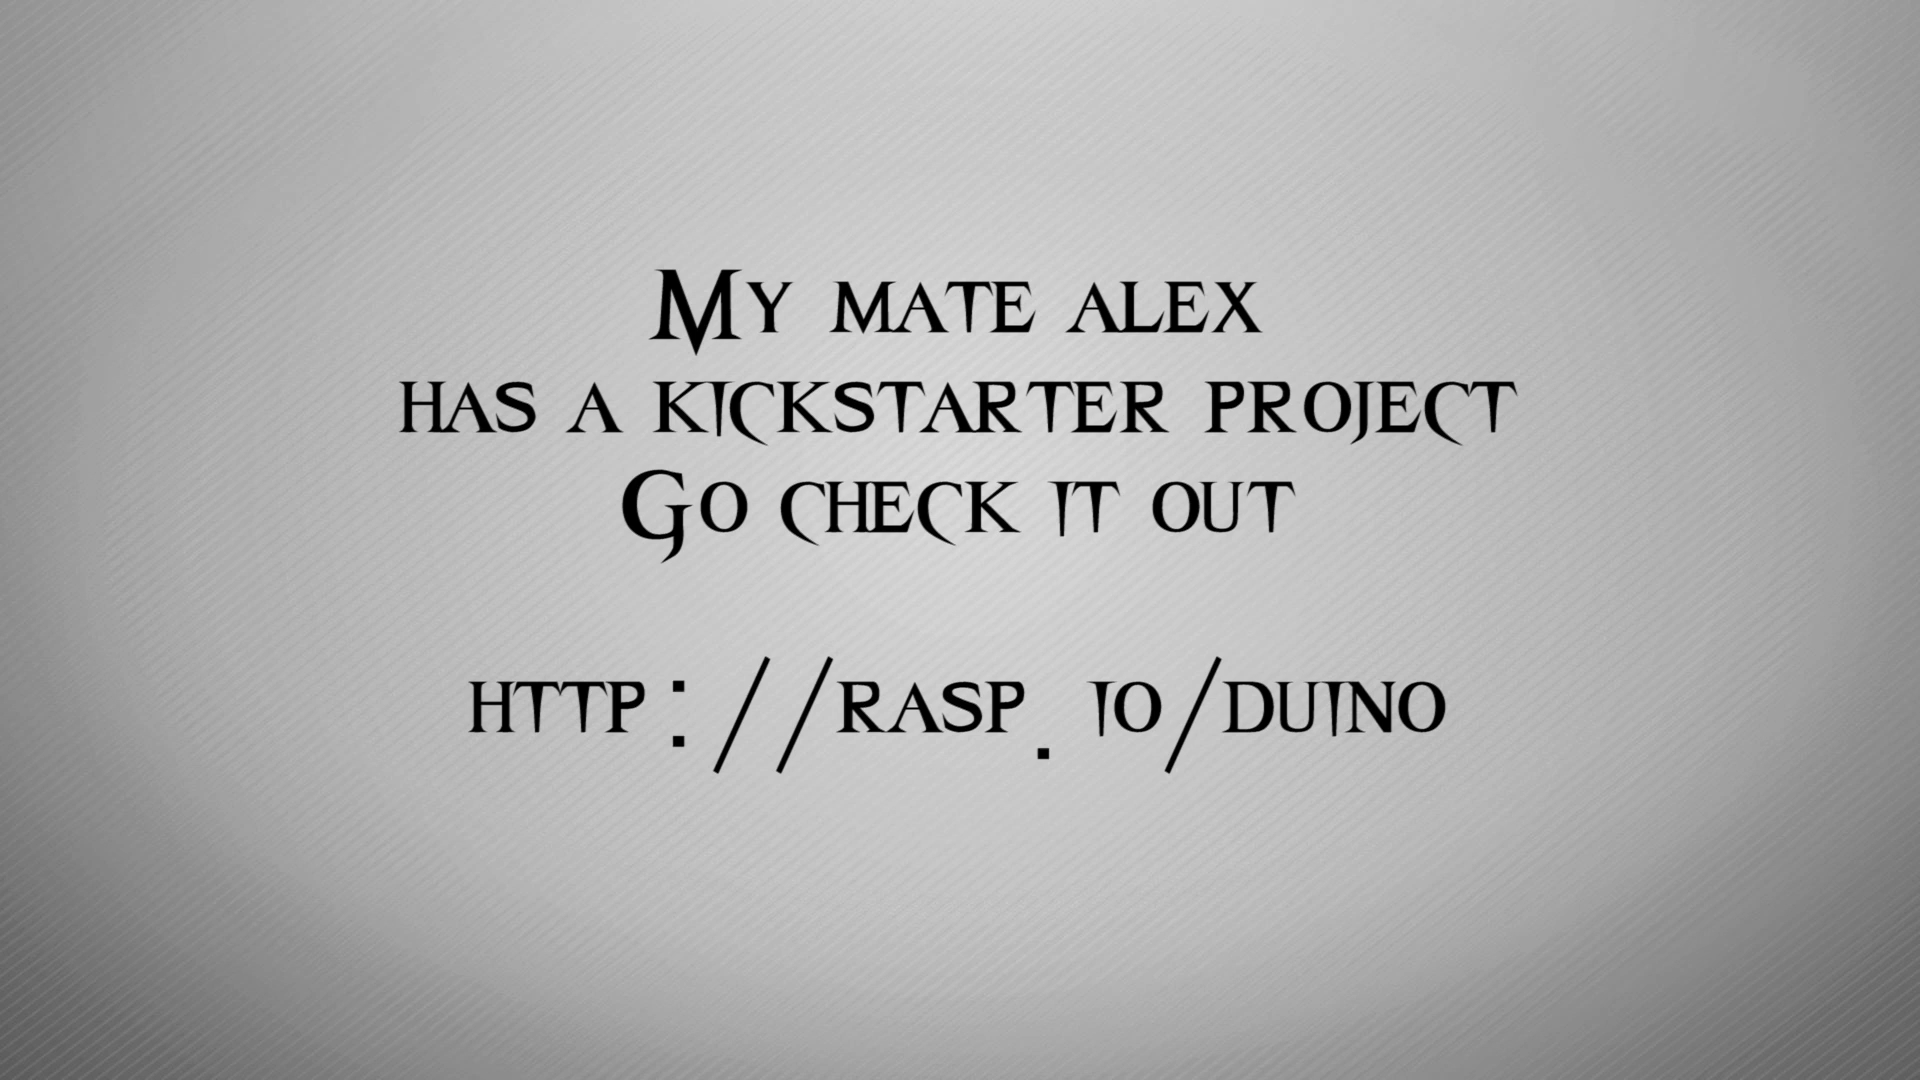 My mate alex
has a kickstarter project
Go check it out
http://rasp.io/duino